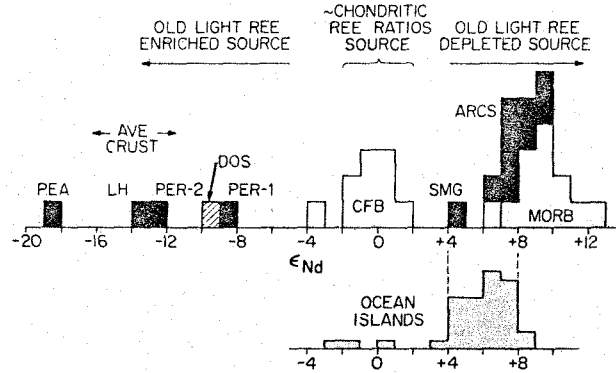 OLD LIGHT REE
ENRICHED SOURCE
~CHONDRITIC
REE RATIOS
SOURCE
OLD LIGHT REE
DEPLETED SOURCE
AVE
CRUST
DOS
ARCS
PEA
LH
PER-2
PER-1
CFB
SMG
MORB
-20 -16 -12 -8 -4 0 +4 +8 +12
ϵNd
OCEAN
ISLANDS
-4 0 +4 +8